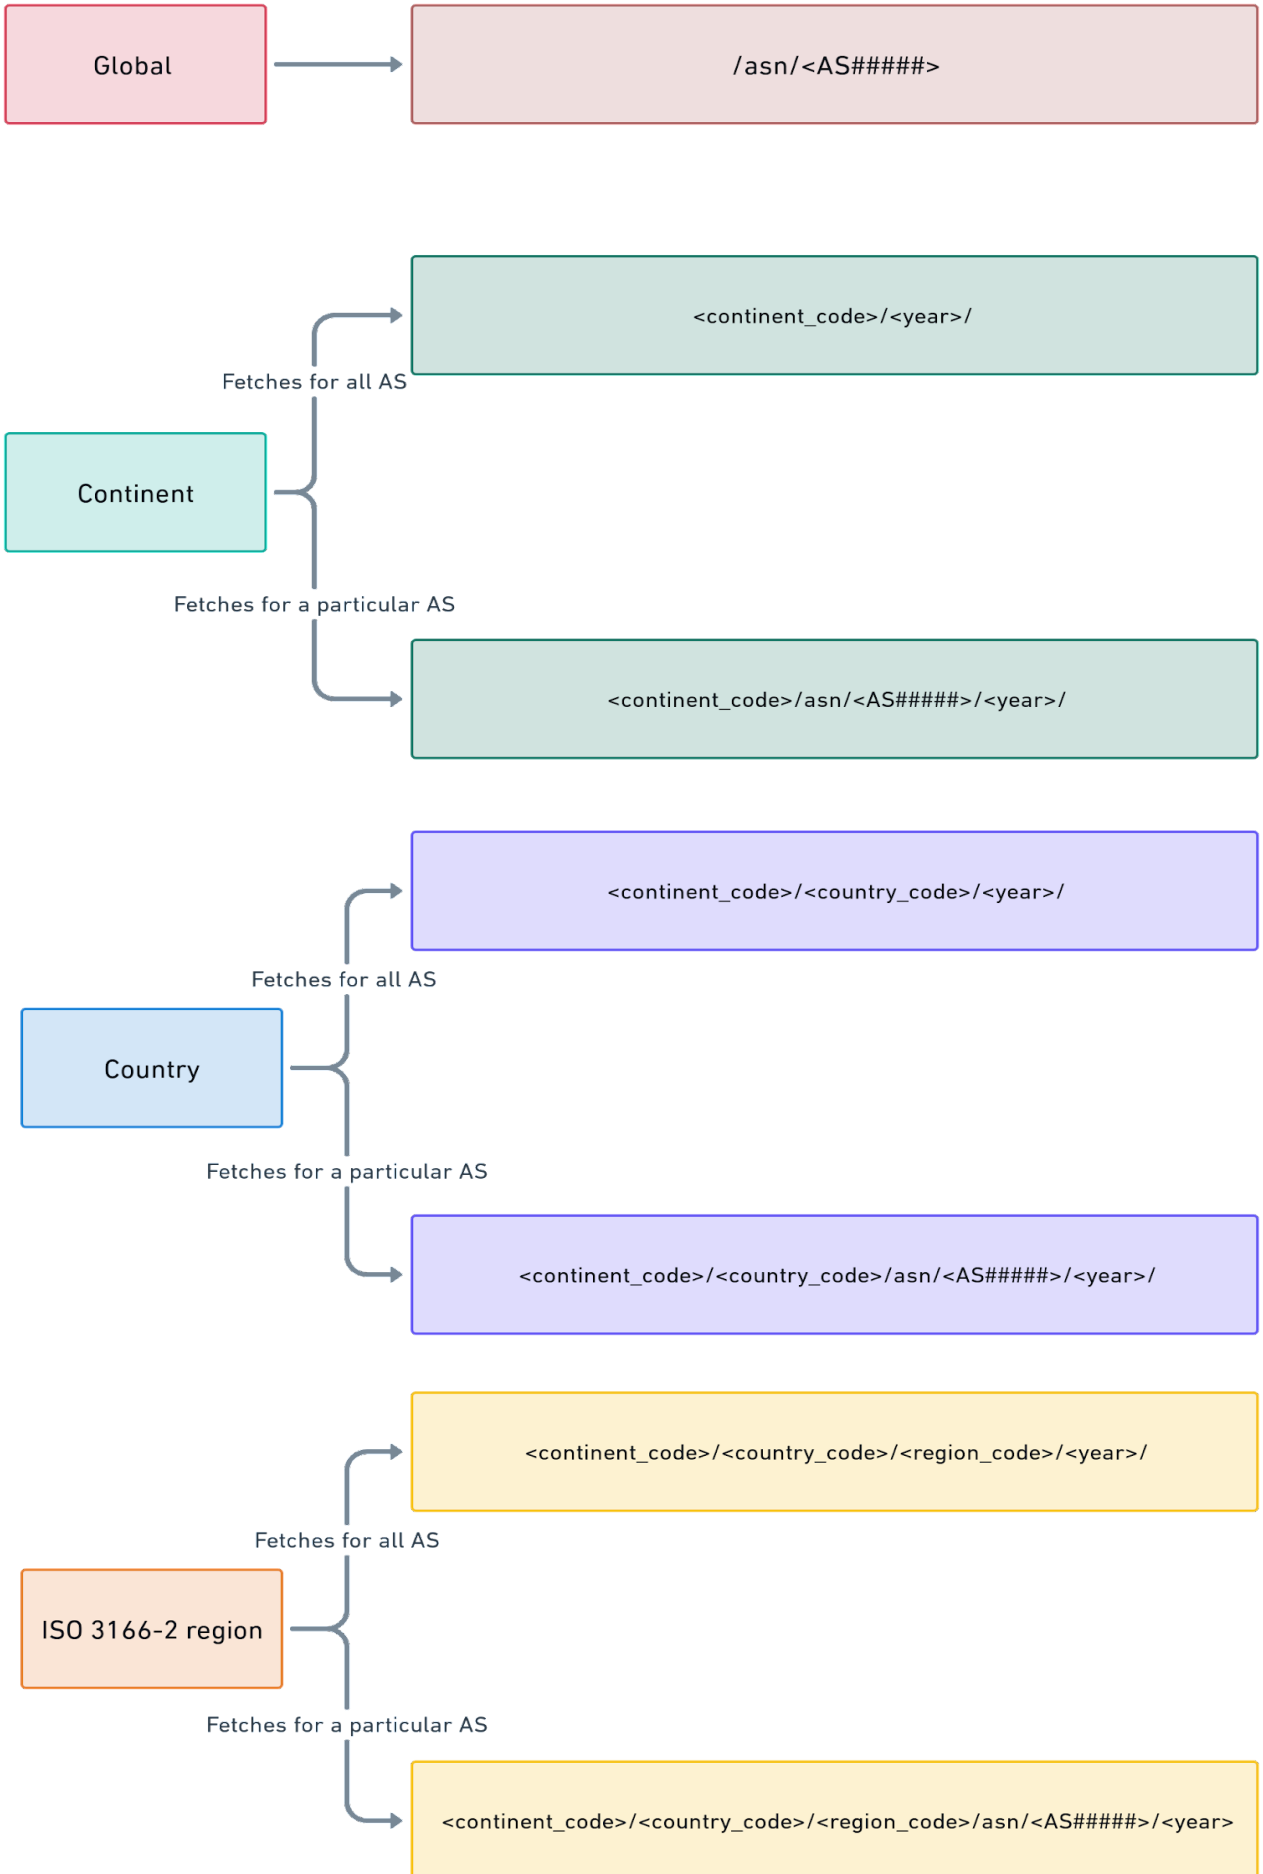 Global
/asn/<AS#####>
<continent_code>/<year>/
Fetches for all AS
Continent
Fetches for a particular AS
<continent_code>/asn/<AS#####>/<year>/
<continent_code>/<country_code>/<year>/
Fetches for all AS
Country
Fetches for a particular AS
<continent_code>/<country_code>/asn/<AS#####>/<year>/
<continent_code>/<country_code>/<region_code>/<year>/
Fetches for all AS
ISO 3166-2 region
Fetches for a particular AS
<continent_code>/<country_code>/<region_code>/asn/<AS#####>/<year>